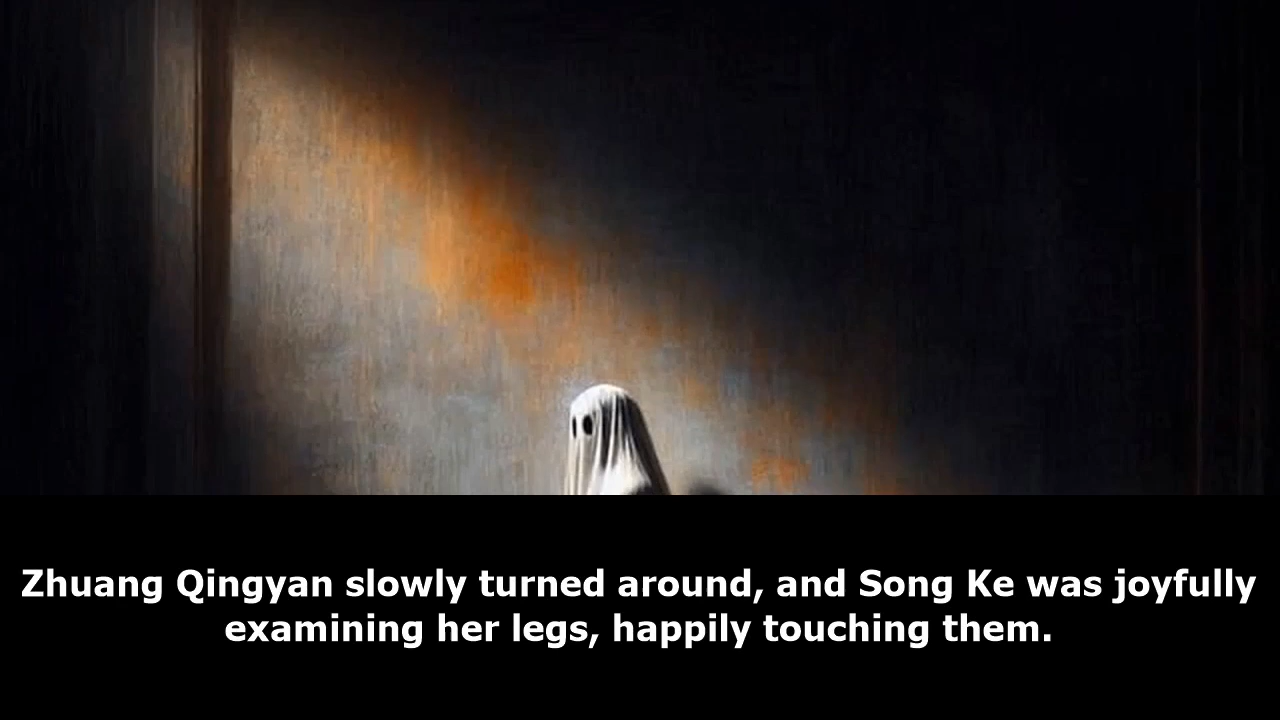 Zhuang Qingyan slowly turned around, and Song Ke was joyfully
examining her legs, happily touching them.